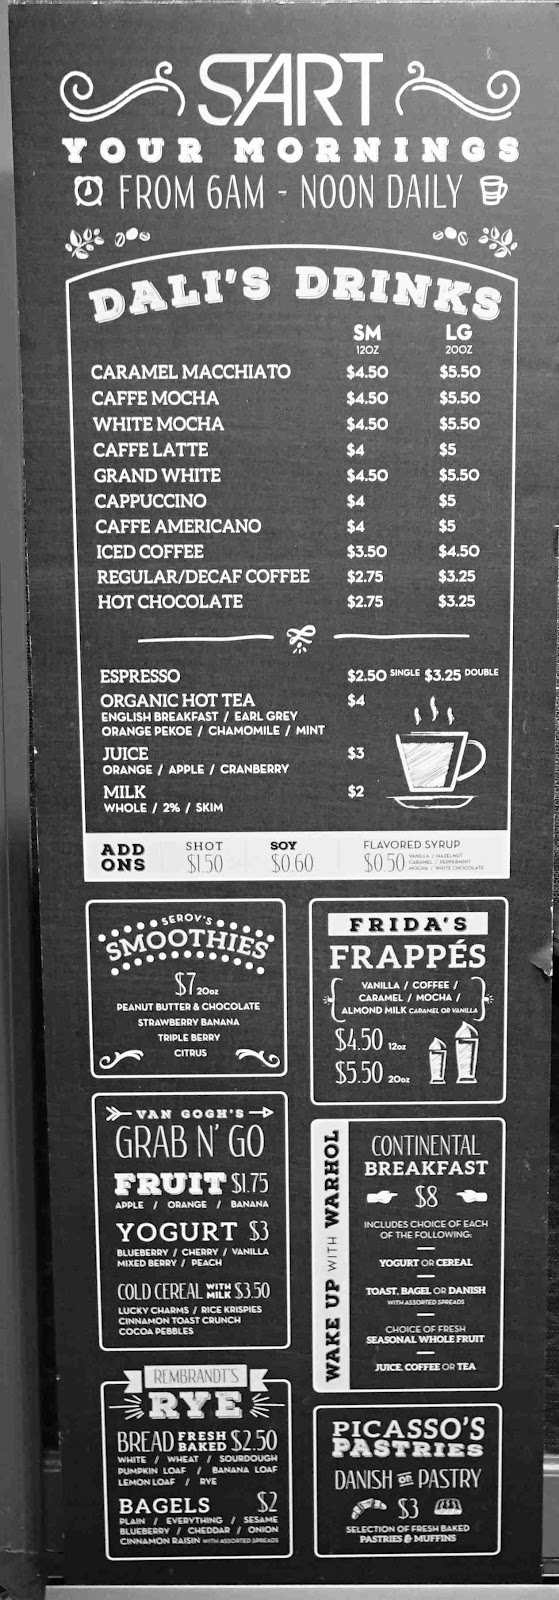 START
YOUR MORNINGS
FROM 6AM - NOON DAILY
DALI'S DRINKS
SM LG
12OZ 20OZ
CARAMEL MACCHIATO $4.50 $5.50
CAFFE MOCHA $4.50 $5.50
WHITE MOCHA $4.50 $5.50
CAFFE LATTE $4 $5
GRAND WHITE $4.50 $5.50
CAPPUCCINO $4 $5
CAFFE AMERICANO $4 $5
ICED COFFEE $3.50 $4.50
REGULAR/DECAF COFFEE $2.75 $3.25
HOT CHOCOLATE $2.75 $3.25
ESPRESSO $2.50 SINGLE $3.25 DOUBLE
ORGANIC HOT TEA $4
ENGLISH BREAKFAST / EARL GREY
ORANGE PEKOE / CHAMOMILE / MINT
JUICE $3
ORANGE / APPLE / CRANBERRY
MILK $2
WHOLE / 2% / SKIM
ADD ONS
SHOT
$1.50
SOY
$0.60
FLAVORED SYRUP
$0.50
VANILLA / HAZELNUT
CARAMEL / PEPPERMINT
MOCHA / WHITE CHOCOLATE
SEROV'S
SMOOTHIES
$7 20oz
PEANUT BUTTER & CHOCOLATE
STRAWBERRY BANANA
TRIPLE BERRY
CITRUS
FRIDA'S
FRAPPÉS
VANILLA / COFFEE /
CARAMEL / MOCHA /
ALMOND MILK CARAMEL OR VANILLA
$4.50 12oz
$5.50 20oz
VAN GOGH'S
GRAB N' GO
FRUIT $1.75
APPLE / ORANGE / BANANA
YOGURT $3
BLUEBERRY / CHERRY / VANILLA
MIXED BERRY / PEACH
COLD CEREAL WITH MILK $3.50
LUCKY CHARMS / RICE KRISPIES
CINNAMON TOAST CRUNCH
COCOA PEBBLES
WAKE UP WITH WARHOL
CONTINENTAL
BREAKFAST
$8
INCLUDES CHOICE OF EACH
OF THE FOLLOWING:
YOGURT OR CEREAL
TOAST, BAGEL OR DANISH
WITH ASSORTED SPREADS
CHOICE OF FRESH
SEASONAL WHOLE FRUIT
JUICE, COFFEE OR TEA
REMBRANDT'S
RYE
BREAD FRESH BAKED $2.50
WHITE / WHEAT / SOURDOUGH
PUMPKIN LOAF / BANANA LOAF
LEMON LOAF / RYE
BAGELS $2
PLAIN / EVERYTHING / SESAME
BLUEBERRY / CHEDDAR / ONION
CINNAMON RAISIN WITH ASSORTED SPREADS
PICASSO'S
PASTRIES
DANISH OR PASTRY
$3
SELECTION OF FRESH BAKED
PASTRIES & MUFFINS